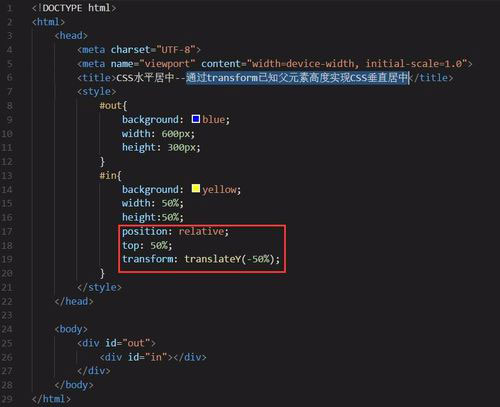 1 <!DOCTYPE html>
2 <html>
3 <head>
4 <meta charset="UTF-8">
5 <meta name="viewport" content="width=device-width, initial-scale=1.0">
6 <title>CSS水平居中--通过transform已知父元素高度实现CSS垂直居中</title>
7 <style>
8 #out{
9 background: blue;
10 width: 600px;
11 height: 300px;
12 }
13 #in{
14 background: yellow;
15 width: 50%;
16 height:50%;
17 position: relative;
18 top: 50%;
19 transform: translateY(-50%);
20 }
21 </style>
22 </head>
23
24 <body>
25 <div id="out">
26 <div id="in"></div>
27 </div>
28 </body>
29 </html>